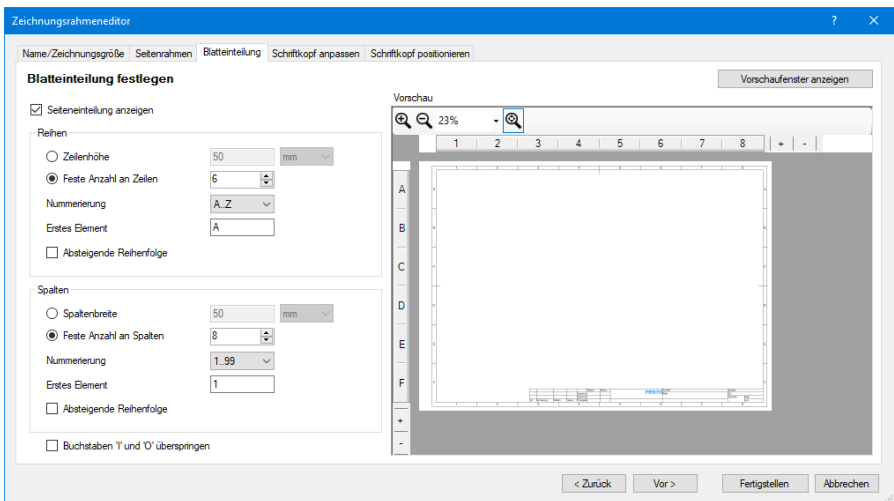 Zeichnungsrahmeneditor
?
Name/Zeichnungsgröße Seitenrahmen Blatteinteilung Schriftkopf anpassen Schriftkopf positionieren
Blatteinteilung festlegen
Vorschaufenster anzeigen
Seiteneinteilung anzeigen
Reihen
Zeilenhöhe 50 mm
Feste Anzahl an Zeilen 6
Nummerierung A..Z
Erstes Element A
Absteigende Reihenfolge
Spalten
Spaltenbreite 50 mm
Feste Anzahl an Spalten 8
Nummerierung 1..99
Erstes Element 1
Absteigende Reihenfolge
Buchstaben 'I' und 'O' überspringen
Vorschau
23%
1 2 3 4 5 6 7 8 + -
A
B
C
D
E
F
+
-
FESTO
< Zurück Vor > Fertigstellen Abbrechen